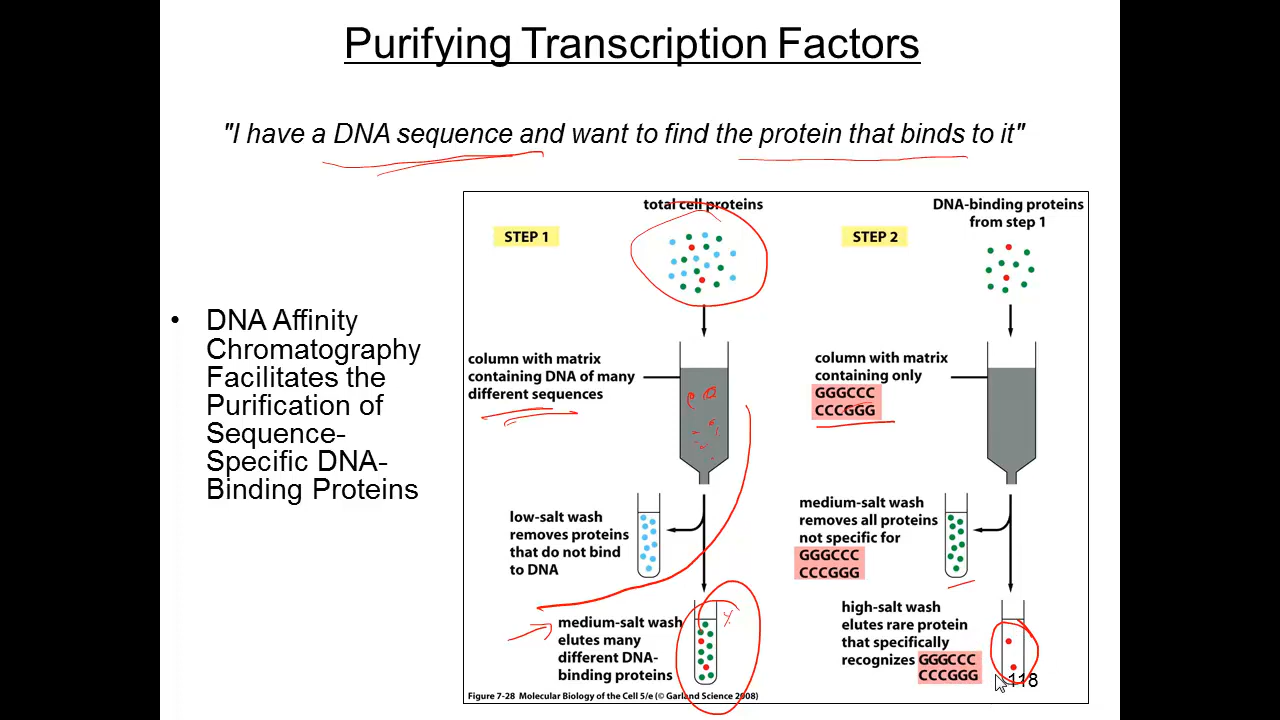 Purifying Transcription Factors
"I have a DNA sequence and want to find the protein that binds to it"
• DNA Affinity
Chromatography
Facilitates the
Purification of
Sequence-
Specific DNA-
Binding Proteins
total cell proteins
STEP 1
column with matrix
containing DNA of many
different sequences
low-salt wash
removes proteins
that do not bind
to DNA
medium-salt wash
elutes many
different DNA-
binding proteins
DNA-binding proteins
from step 1
STEP 2
column with matrix
containing only
GGGCCC
CCCGGG
medium-salt wash
removes all proteins
not specific for
GGGCCC
CCCGGG
high-salt wash
elutes rare protein
that specifically
recognizes GGGCCC
CCCGGG
Figure 7-28 Molecular Biology of the Cell 5/e (© Garland Science 2008)
118